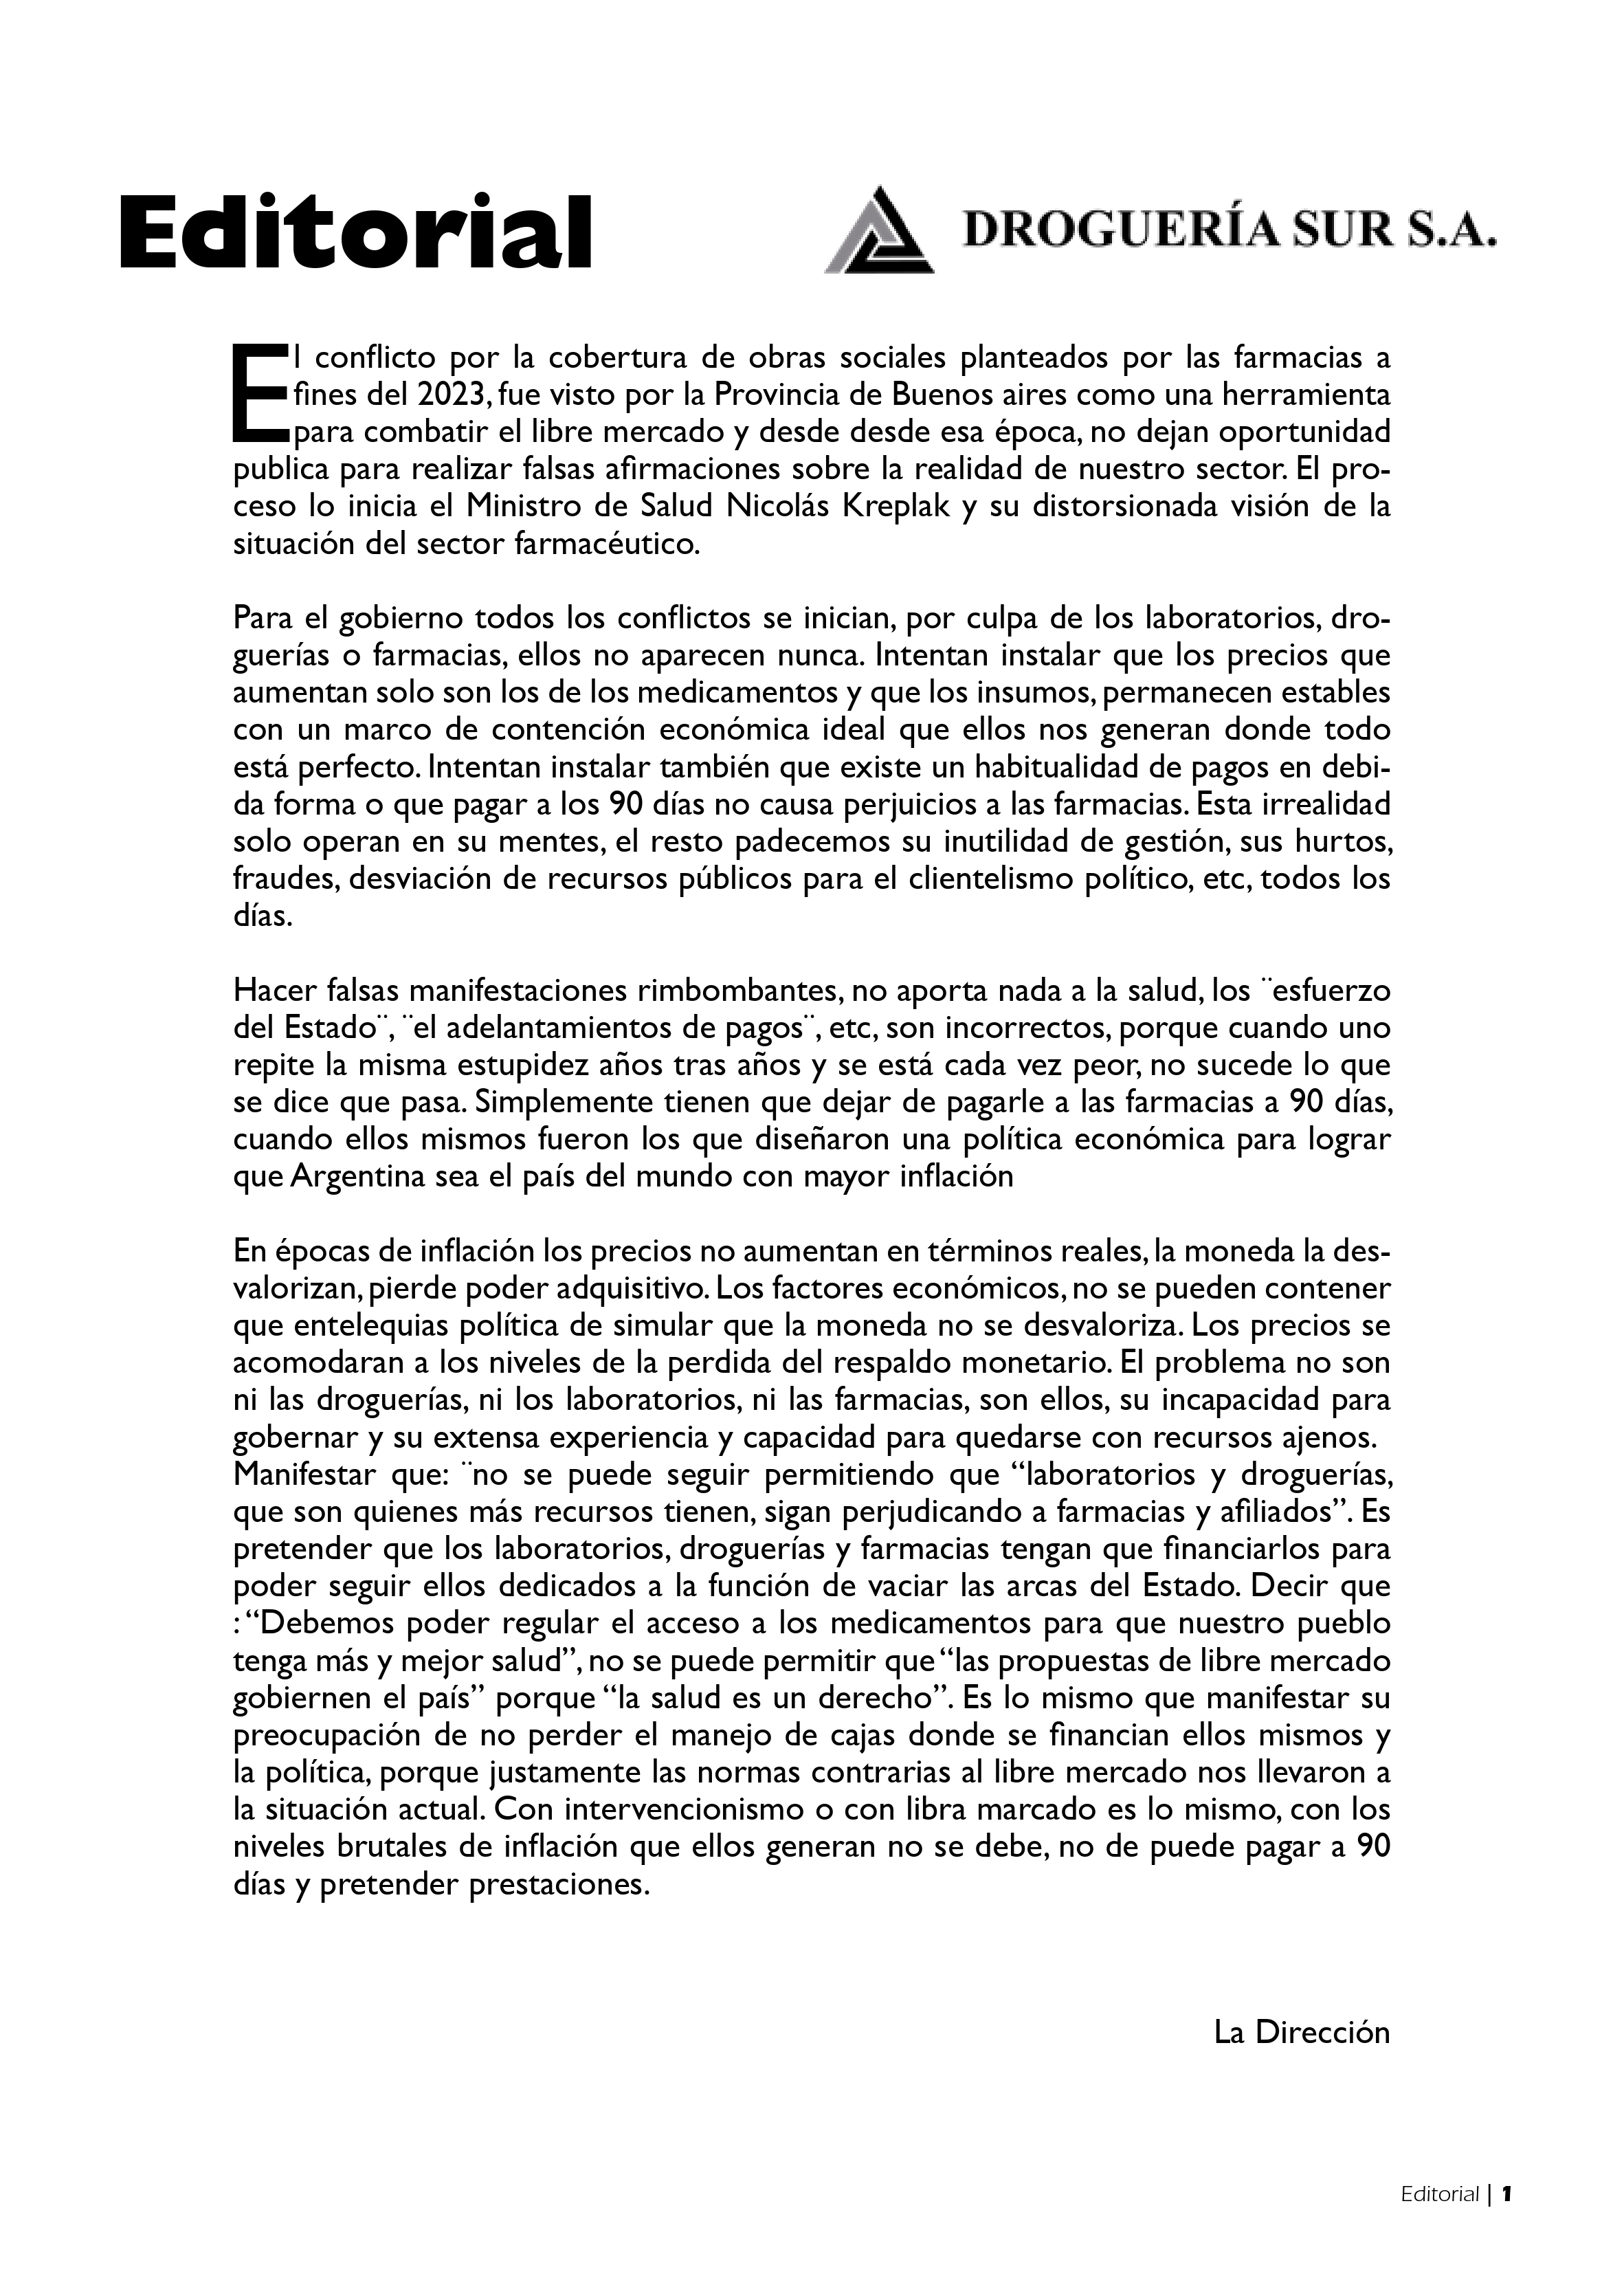 Editorial
DROGUERÍA SUR S.A.
El conflicto por la cobertura de obras sociales planteados por las farmacias a
fines del 2023, fue visto por la Provincia de Buenos aires como una herramienta
para combatir el libre mercado y desde desde esa época, no dejan oportunidad
publica para realizar falsas afirmaciones sobre la realidad de nuestro sector. El pro-
ceso lo inicia el Ministro de Salud Nicolás Kreplak y su distorsionada visión de la
situación del sector farmacéutico.
Para el gobierno todos los conflictos se inician, por culpa de los laboratorios, dro-
guerías o farmacias, ellos no aparecen nunca. Intentan instalar que los precios que
aumentan solo son los de los medicamentos y que los insumos, permanecen estables
con un marco de contención económica ideal que ellos nos generan donde todo
está perfecto. Intentan instalar también que existe un habitualidad de pagos en debi-
da forma o que pagar a los 90 días no causa perjuicios a las farmacias. Esta irrealidad
solo operan en su mentes, el resto padecemos su inutilidad de gestión, sus hurtos,
fraudes, desviación de recursos públicos para el clientelismo político, etc, todos los
días.
Hacer falsas manifestaciones rimbombantes, no aporta nada a la salud, los ¨esfuerzo
del Estado¨, ¨el adelantamientos de pagos¨, etc, son incorrectos, porque cuando uno
repite la misma estupidez años tras años y se está cada vez peor, no sucede lo que
se dice que pasa. Simplemente tienen que dejar de pagarle a las farmacias a 90 días,
cuando ellos mismos fueron los que diseñaron una política económica para lograr
que Argentina sea el país del mundo con mayor inflación
En épocas de inflación los precios no aumentan en términos reales, la moneda la des-
valorizan, pierde poder adquisitivo. Los factores económicos, no se pueden contener
que entelequias política de simular que la moneda no se desvaloriza. Los precios se
acomodaran a los niveles de la perdida del respaldo monetario. El problema no son
ni las droguerías, ni los laboratorios, ni las farmacias, son ellos, su incapacidad para
gobernar y su extensa experiencia y capacidad para quedarse con recursos ajenos.
Manifestar que: ¨no se puede seguir permitiendo que “laboratorios y droguerías,
que son quienes más recursos tienen, sigan perjudicando a farmacias y afiliados”. Es
pretender que los laboratorios, droguerías y farmacias tengan que financiarlos para
poder seguir ellos dedicados a la función de vaciar las arcas del Estado. Decir que
: “Debemos poder regular el acceso a los medicamentos para que nuestro pueblo
tenga más y mejor salud”, no se puede permitir que “las propuestas de libre mercado
gobiernen el país” porque “la salud es un derecho”. Es lo mismo que manifestar su
preocupación de no perder el manejo de cajas donde se financian ellos mismos y
la política, porque justamente las normas contrarias al libre mercado nos llevaron a
la situación actual. Con intervencionismo o con libra marcado es lo mismo, con los
niveles brutales de inflación que ellos generan no se debe, no de puede pagar a 90
días y pretender prestaciones.
La Dirección
Editorial | 1